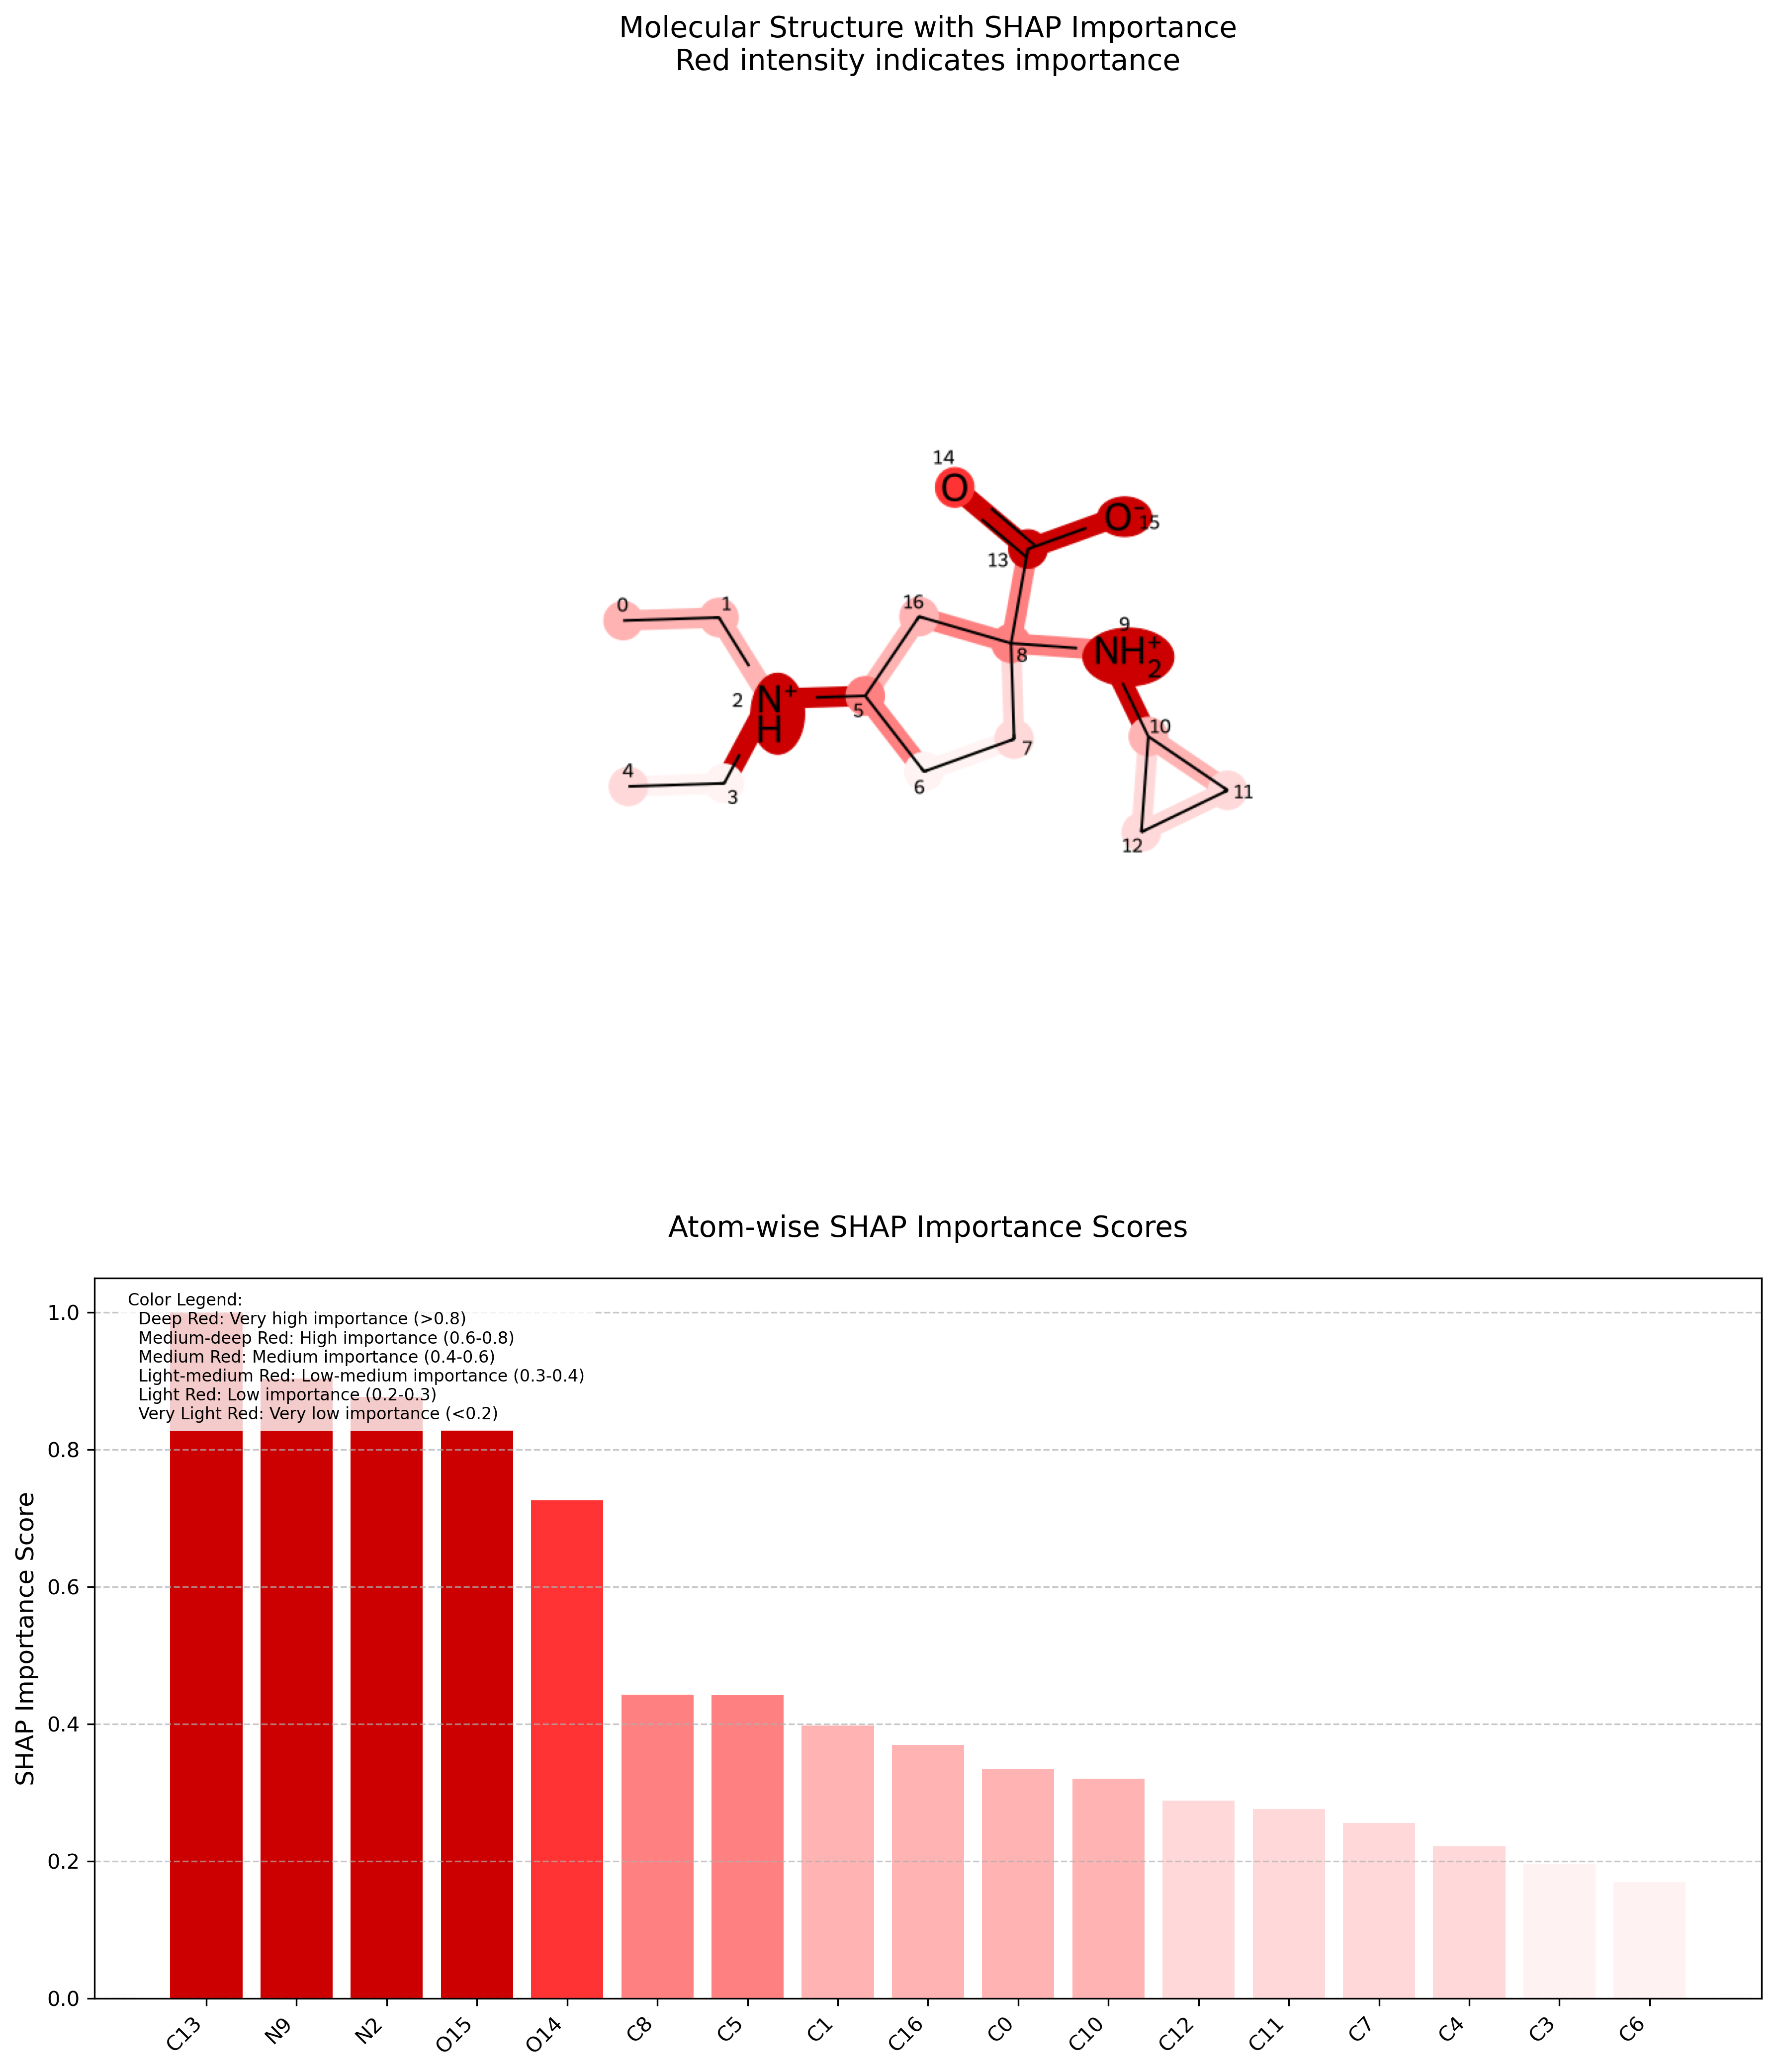 Molecular Structure with SHAP Importance
Red intensity indicates importance
14
O
O⁻
15
13
0
1
16
9
NH₂⁺
8
2
N⁺
H
5
10
7
4
3
6
11
12
Atom-wise SHAP Importance Scores
Color Legend:
Deep Red: Very high importance (>0.8)
Medium-deep Red: High importance (0.6-0.8)
Medium Red: Medium importance (0.4-0.6)
Light-medium Red: Low-medium importance (0.3-0.4)
Light Red: Low importance (0.2-0.3)
Very Light Red: Very low importance (<0.2)
SHAP Importance Score
1.0
0.8
0.6
0.4
0.2
0.0
C13
N9
N2
O15
O14
C8
C5
C1
C16
C0
C10
C12
C11
C7
C4
C3
C6